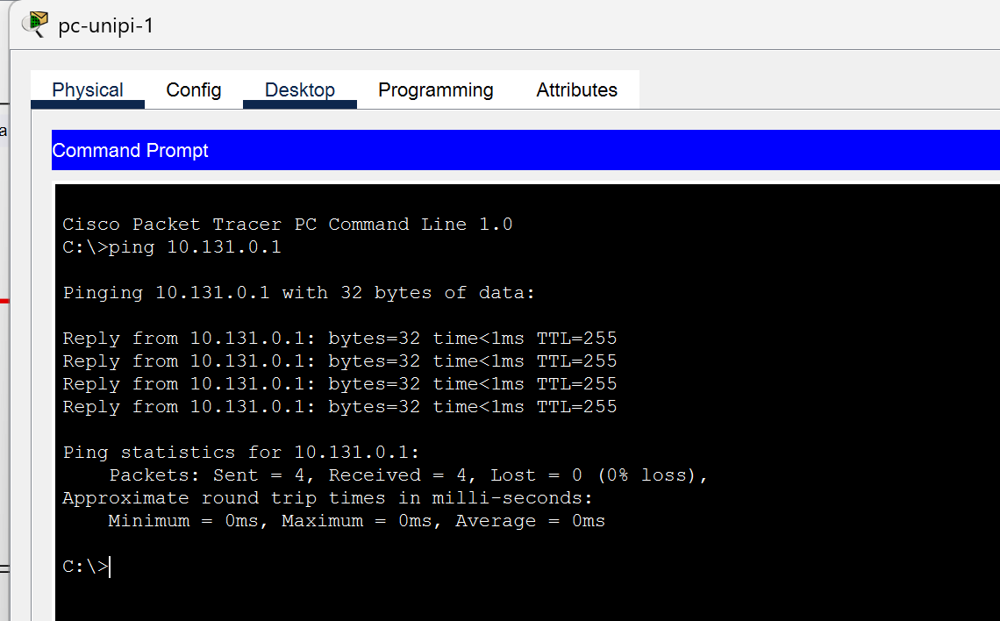 pc-unipi-1
Physical Config Desktop Programming Attributes
a
Command Prompt
Cisco Packet Tracer PC Command Line 1.0
C:\>ping 10.131.0.1
Pinging 10.131.0.1 with 32 bytes of data:
Reply from 10.131.0.1: bytes=32 time<1ms TTL=255
Reply from 10.131.0.1: bytes=32 time<1ms TTL=255
Reply from 10.131.0.1: bytes=32 time<1ms TTL=255
Reply from 10.131.0.1: bytes=32 time<1ms TTL=255
Ping statistics for 10.131.0.1:
    Packets: Sent = 4, Received = 4, Lost = 0 (0% loss),
Approximate round trip times in milli-seconds:
    Minimum = 0ms, Maximum = 0ms, Average = 0ms
C:\>